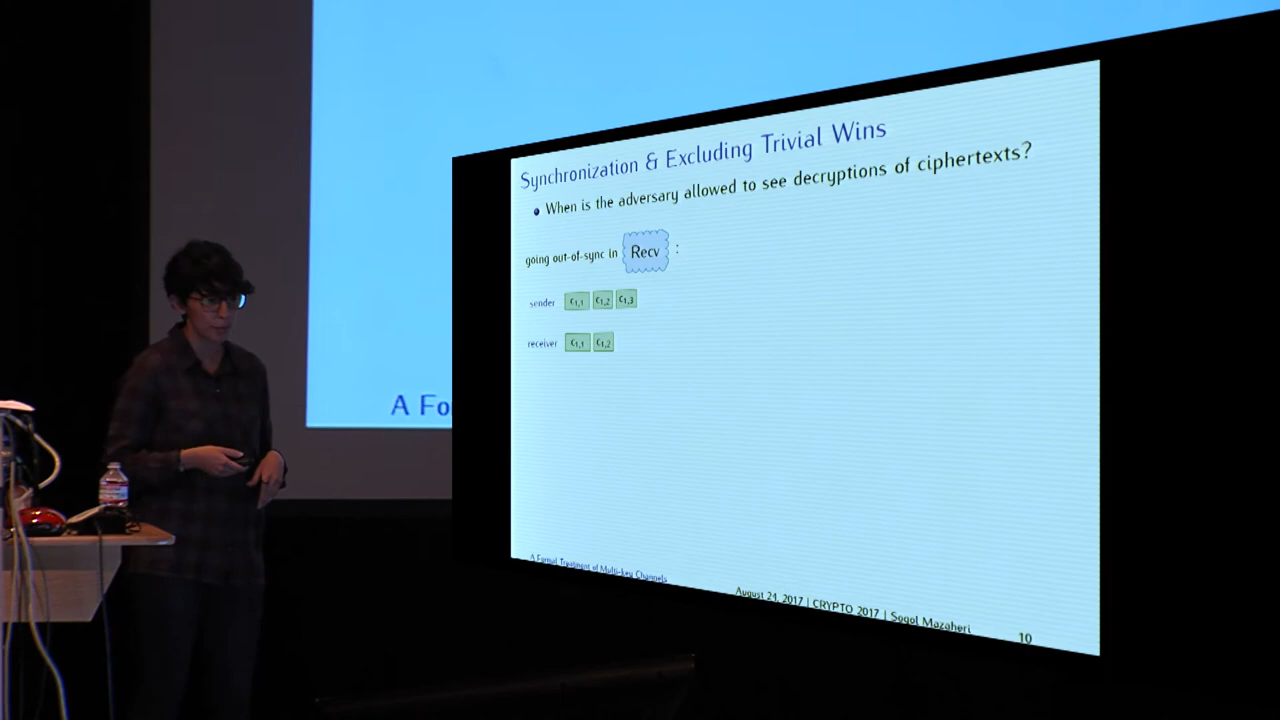 Synchronization & Excluding Trivial Wins
• When is the adversary allowed to see decryptions of ciphertexts?
going out-of-sync in Recv :
sender c1,1 c1,2 c1,3
receiver c1,1 c1,2
A Fo
A Formal Treatment of Multi-key Channels
August 24, 2017 | CRYPTO 2017 | Sogol Mazaheri
10